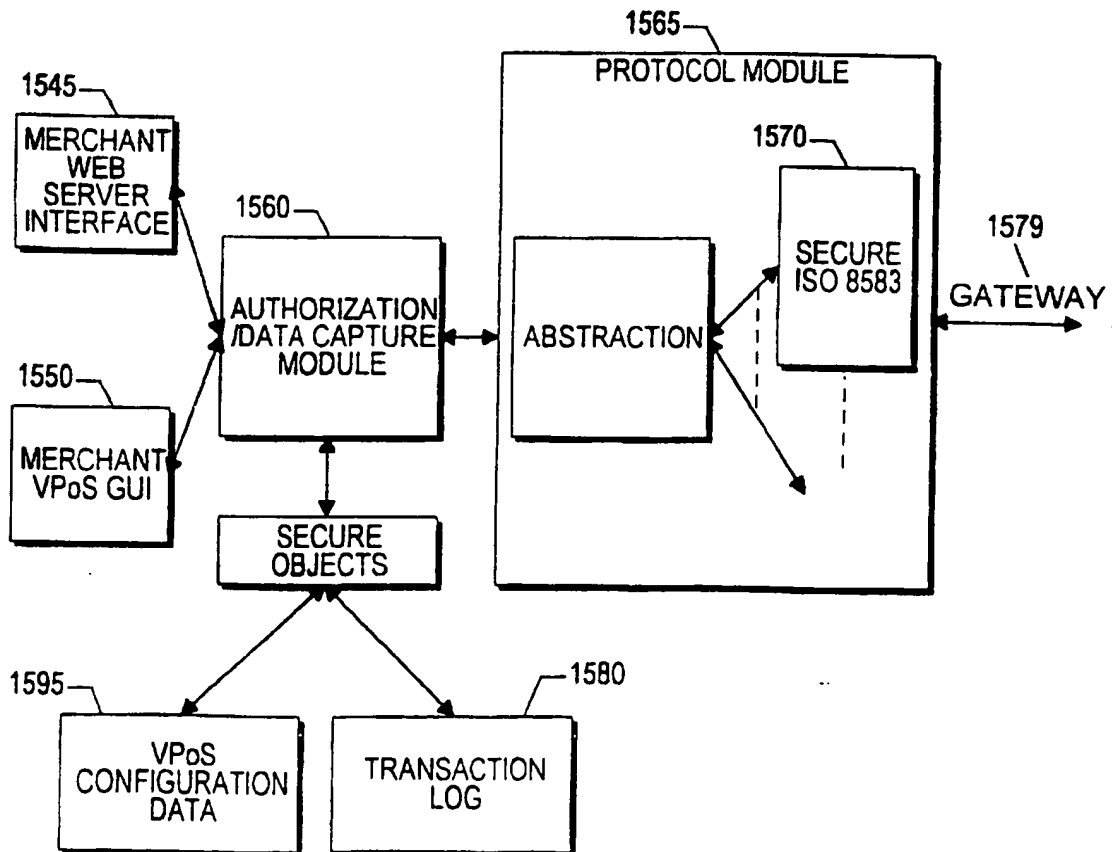 1565
PROTOCOL MODULE
1545
MERCHANT
WEB
SERVER
INTERFACE
1570
1560
1579
SECURE
ISO 8583
GATEWAY
AUTHORIZATION
/DATA CAPTURE
MODULE
ABSTRACTION
1550
MERCHANT
VPoS GUI
SECURE
OBJECTS
1595
1580
VPoS
CONFIGURATION
DATA
TRANSACTION
LOG